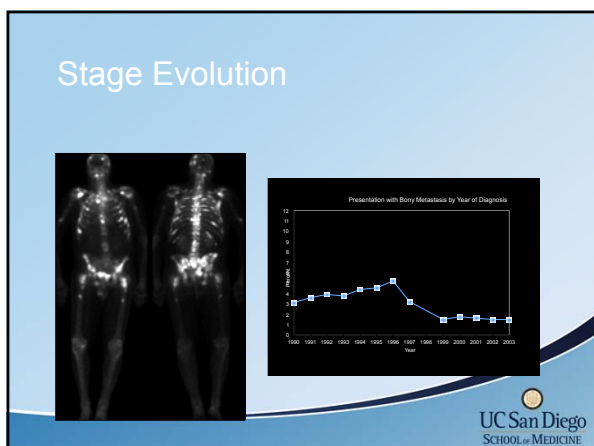 Stage Evolution
Presentation with Bony Metastasis by Year of Diagnosis
12
11
10
9
8
7
6
Percent
4
3
2
1
0
1990 1991 1992 1993 1994 1995 1996 1997 1998 1999 2000 2001 2002 2003
Year
UC San Diego
SCHOOL OF MEDICINE